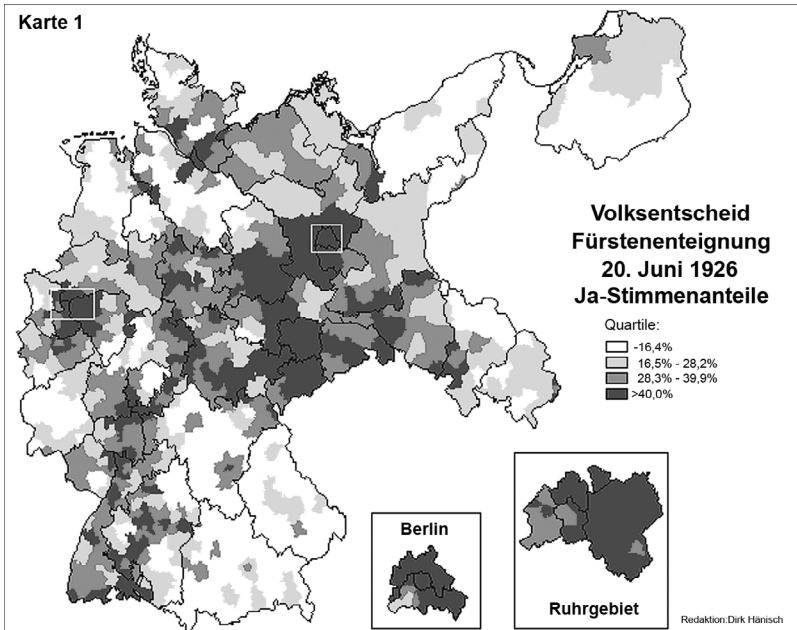 Karte 1
Volksentscheid
Fürstenenteignung
20. Juni 1926
Ja-Stimmenanteile
Quartile:
-16,4%
16,5% - 28,2%
28,3% - 39,9%
>40,0%
Berlin
Ruhrgebiet
Redaktion:Dirk Hänisch